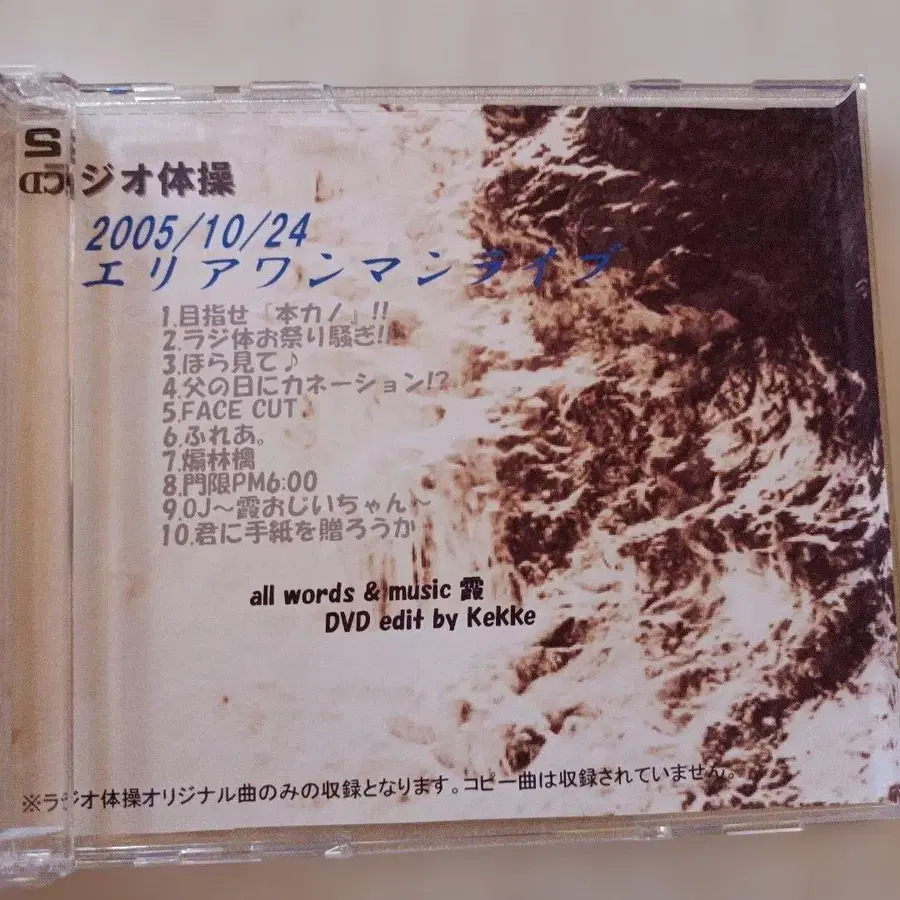 ジオ体操
2005/10/24
エリアワンマンライブ
1.目指せ「本カノ」!!
2.ラジ体お祭り騒ぎ!!
3.ほら見て♪
4.父の日にカネーション!?
5.FACE CUT
6.ふれあ。
7.煽林檎
8.門限PM6:00
9.OJ〜霞おじいちゃん〜
10.君に手紙を贈ろうか
all words & music 霞
DVD edit by Kekke
※ラジオ体操オリジナル曲のみの収録となります。コピー曲は収録されていません。